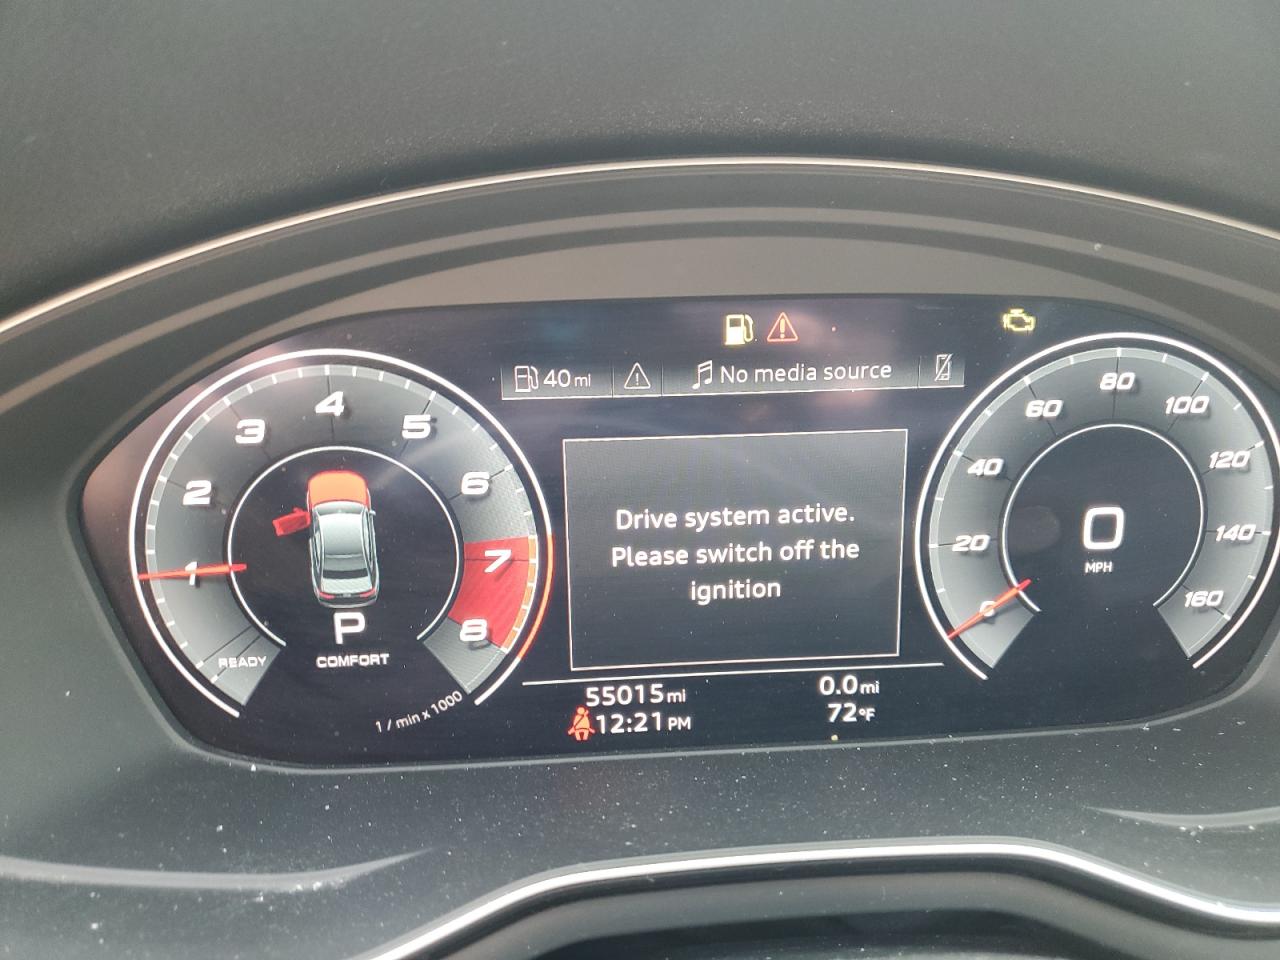 40 mi
No media source
1
2
3
4
5
6
7
8
READY
P
COMFORT
1 / min x 1000
Drive system active.
Please switch off the
ignition
0
20
40
60
80
100
120
140
160
0
MPH
55015 mi
0.0 mi
12:21 PM
72°F